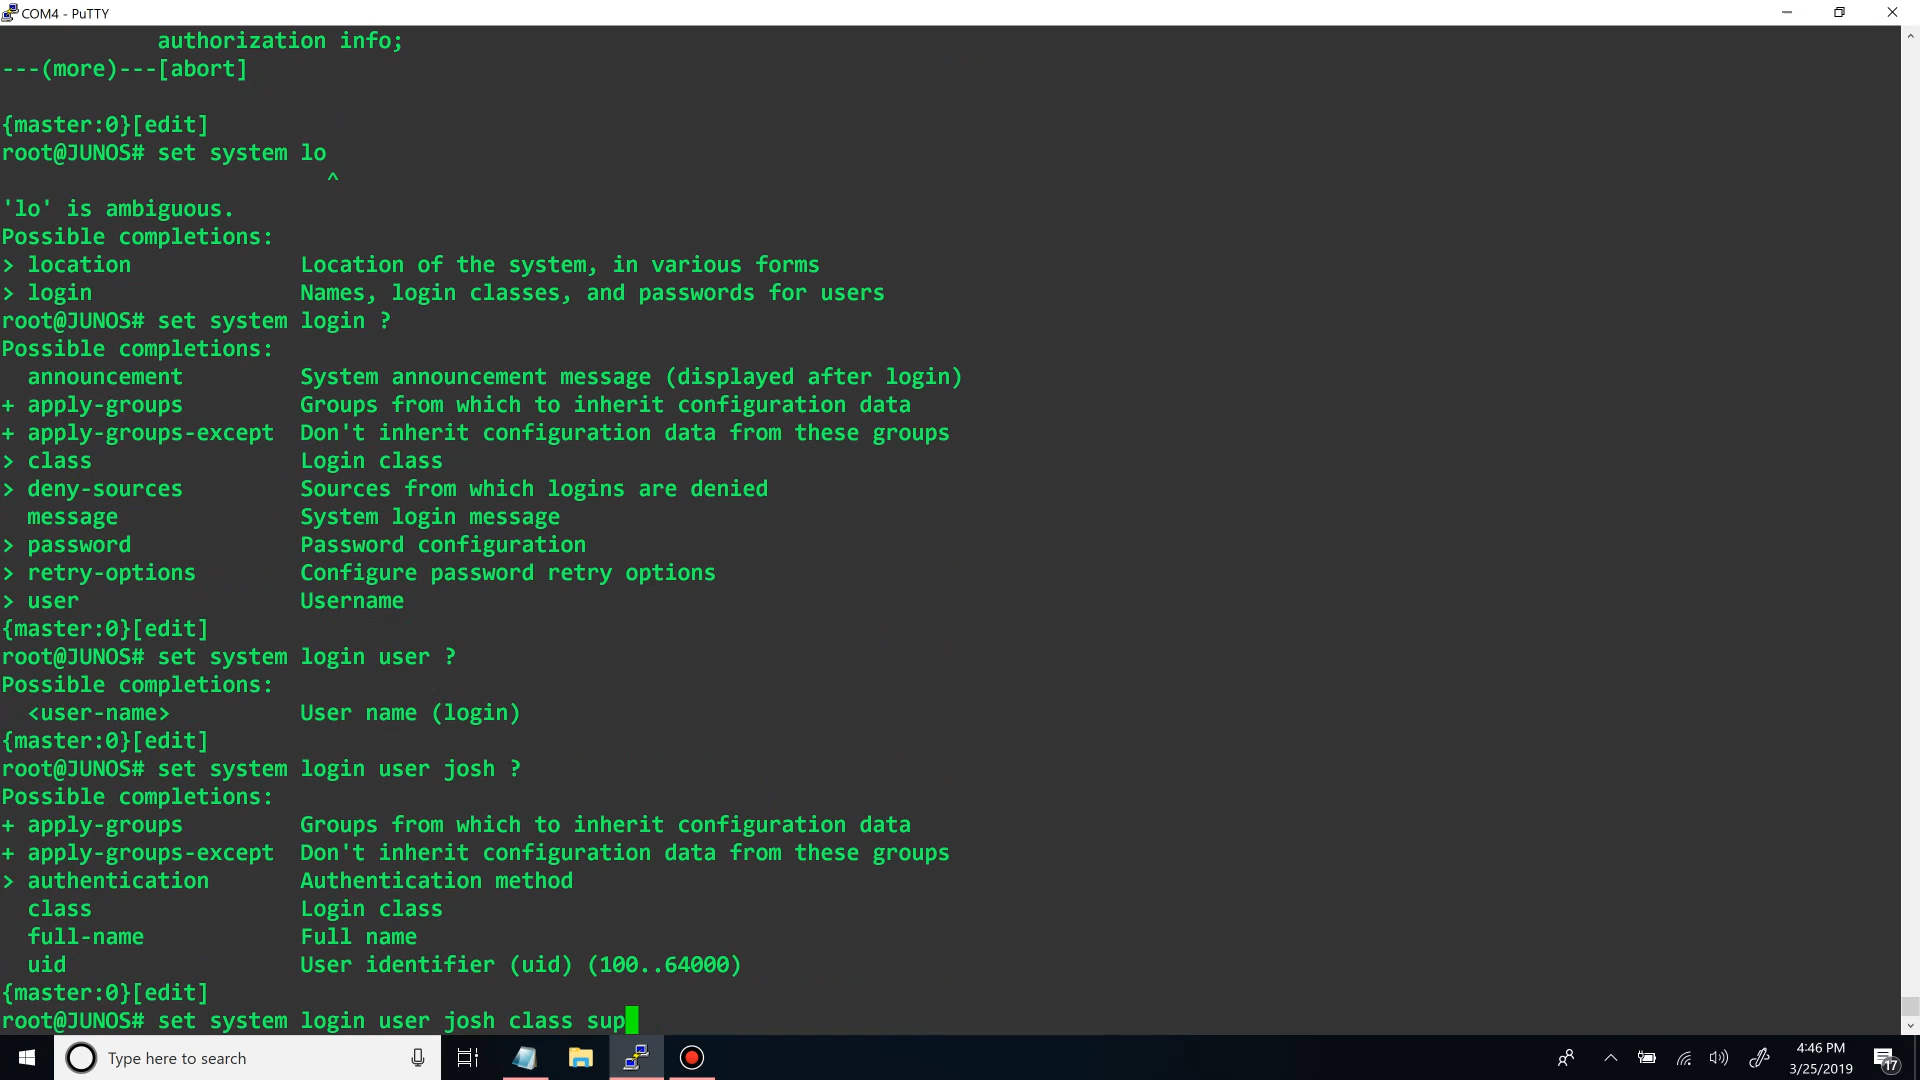 COM4 - PuTTY
authorization info;
---(more)---[abort]
{master:0}[edit]
root@JUNOS# set system lo
^
'lo' is ambiguous.
Possible completions:
> location Location of the system, in various forms
> login Names, login classes, and passwords for users
root@JUNOS# set system login ?
Possible completions:
announcement System announcement message (displayed after login)
+ apply-groups Groups from which to inherit configuration data
+ apply-groups-except Don't inherit configuration data from these groups
> class Login class
> deny-sources Sources from which logins are denied
message System login message
> password Password configuration
> retry-options Configure password retry options
> user Username
{master:0}[edit]
root@JUNOS# set system login user ?
Possible completions:
<user-name> User name (login)
{master:0}[edit]
root@JUNOS# set system login user josh ?
Possible completions:
+ apply-groups Groups from which to inherit configuration data
+ apply-groups-except Don't inherit configuration data from these groups
> authentication Authentication method
class Login class
full-name Full name
uid User identifier (uid) (100..64000)
{master:0}[edit]
root@JUNOS# set system login user josh class sup
Type here to search
4:46 PM
3/25/2019
17